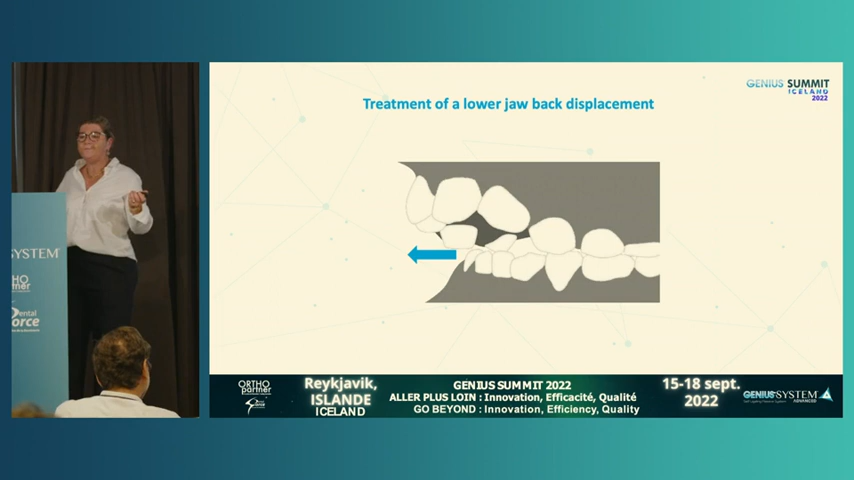 GENIUS SUMMIT
ICELAND
2022
Treatment of a lower jaw back displacement
SYSTEM
ORTHO
partner
Reykjavik,
ISLANDE
ICELAND
GENIUS SUMMIT 2022
ALLER PLUS LOIN : Innovation, Efficacité, Qualité
GO BEYOND : Innovation, Efficiency, Quality
15-18 sept.
2022
GENIUS SYSTEM
ADVANCED